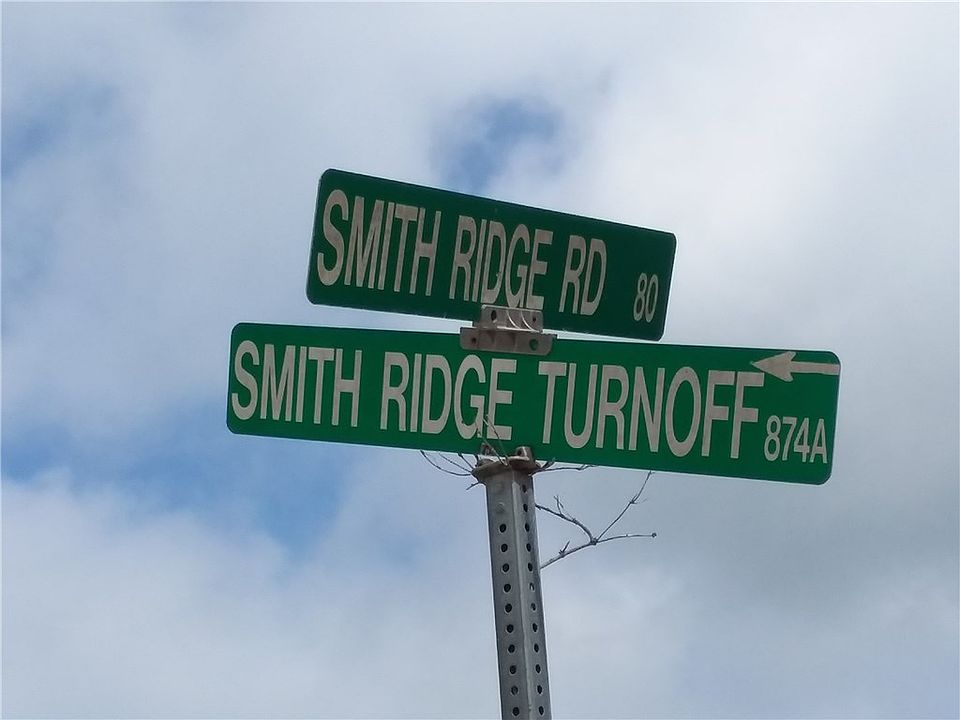 SMITH RIDGE RD 80
SMITH RIDGE TURNOFF 874A